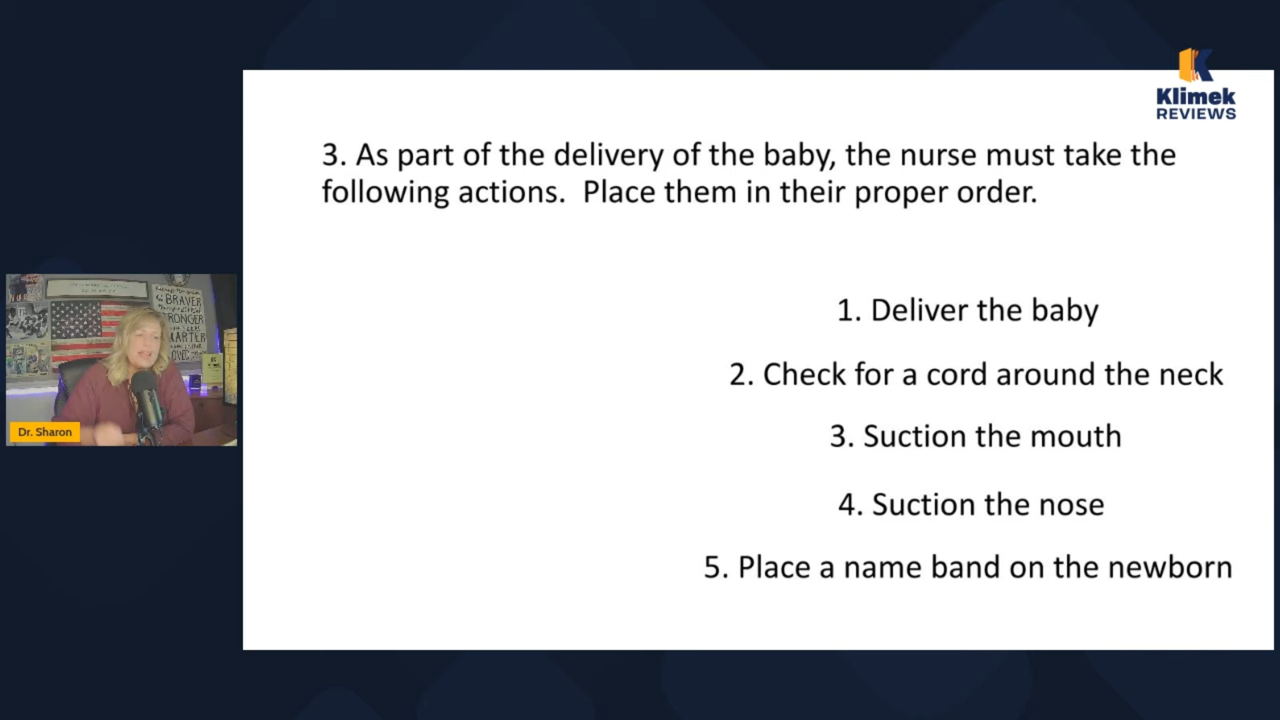 Klimek
REVIEWS
3. As part of the delivery of the baby, the nurse must take the
following actions.  Place them in their proper order.
1. Deliver the baby
2. Check for a cord around the neck
3. Suction the mouth
4. Suction the nose
5. Place a name band on the newborn
BRAVER
Dr. Sharon